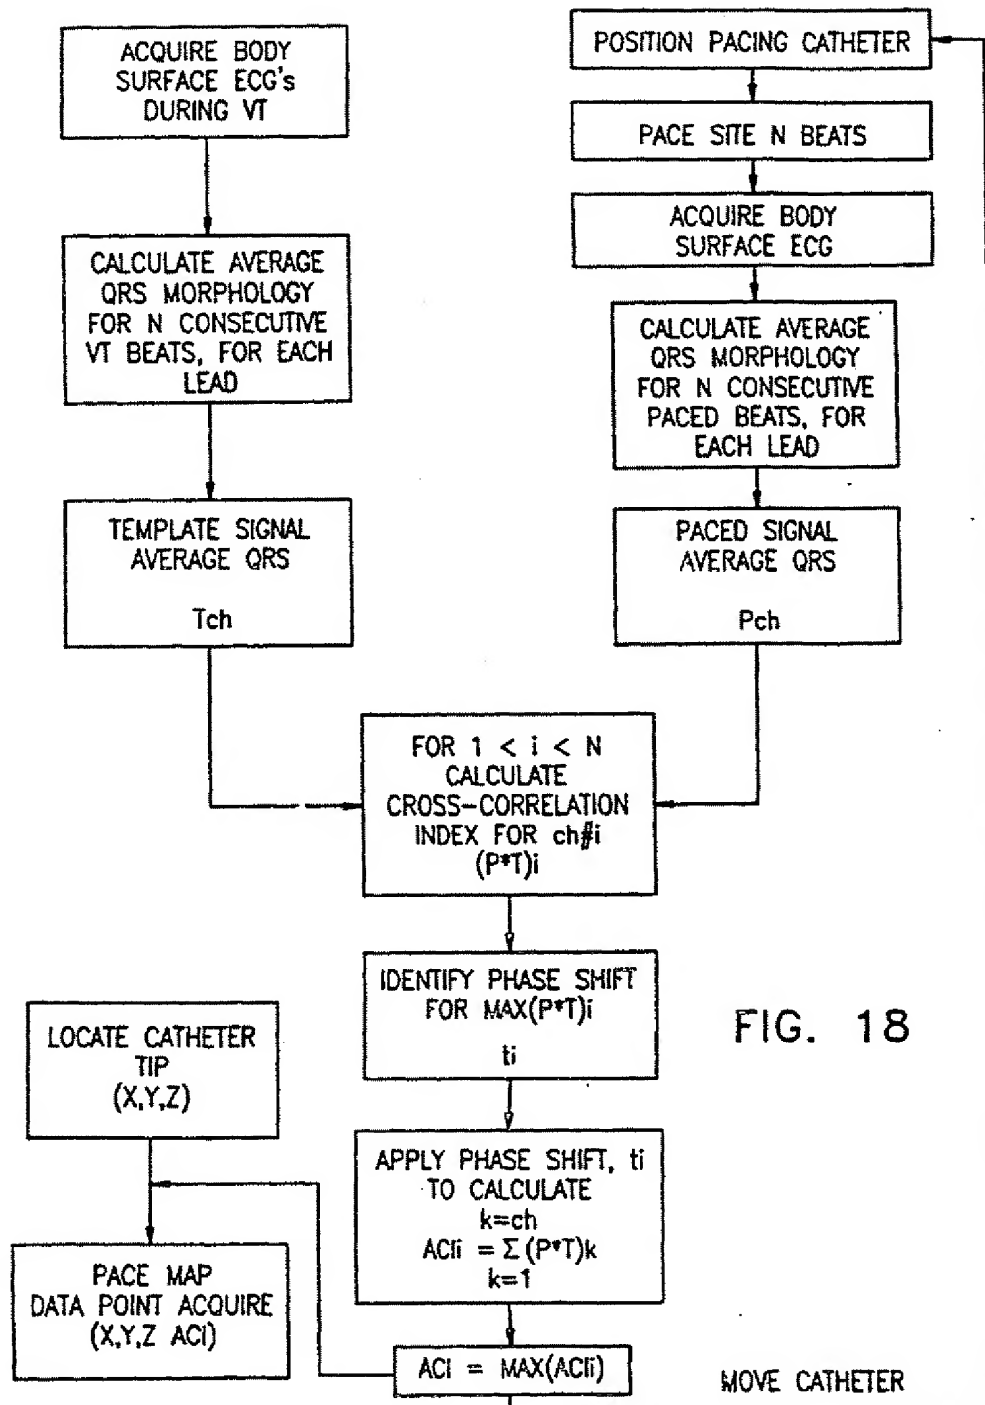 ACQUIRE BODY
SURFACE ECG's
DURING VT
CALCULATE AVERAGE
QRS MORPHOLOGY
FOR N CONSECUTIVE
VT BEATS, FOR EACH
LEAD
TEMPLATE SIGNAL
AVERAGE QRS
Tch
POSITION PACING CATHETER
PACE SITE N BEATS
ACQUIRE BODY
SURFACE ECG
CALCULATE AVERAGE
QRS MORPHOLOGY
FOR N CONSECUTIVE
PACED BEATS, FOR
EACH LEAD
PACED SIGNAL
AVERAGE QRS
Pch
FOR 1 < i < N
CALCULATE
CROSS-CORRELATION
INDEX FOR ch#i
(P*T)i
IDENTIFY PHASE SHIFT
FOR MAX(P*T)i
ti
FIG. 18
LOCATE CATHETER
TIP
(X,Y,Z)
APPLY PHASE SHIFT, ti
TO CALCULATE
k=ch
ACIi = Σ(P*T)k
k=1
PACE MAP
DATA POINT ACQUIRE
(X,Y,Z ACI)
ACI = MAX(ACIi)
MOVE CATHETER